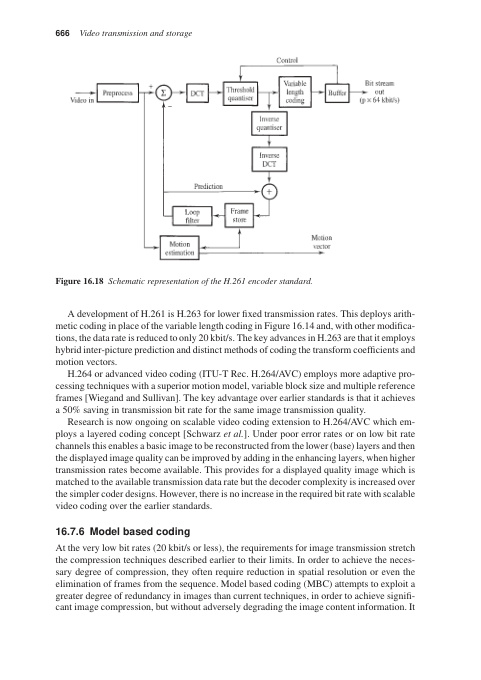 666 Video transmission and storage
Control
Video in
Preprocess
+
Σ
−
DCT
Threshold
quantiser
Variable
length
coding
Buffer
Bit stream
out
(p × 64 kbit/s)
Inverse
quantiser
Inverse
DCT
Prediction
+
Loop
filter
Frame
store
Motion
estimation
Motion
vector
Figure 16.18 Schematic representation of the H.261 encoder standard.
A development of H.261 is H.263 for lower fixed transmission rates. This deploys arith-
metic coding in place of the variable length coding in Figure 16.14 and, with other modifica-
tions, the data rate is reduced to only 20 kbit/s. The key advances in H.263 are that it employs
hybrid inter-picture prediction and distinct methods of coding the transform coefficients and
motion vectors.
H.264 or advanced video coding (ITU-T Rec. H.264/AVC) employs more adaptive pro-
cessing techniques with a superior motion model, variable block size and multiple reference
frames [Wiegand and Sullivan]. The key advantage over earlier standards is that it achieves
a 50% saving in transmission bit rate for the same image transmission quality.
Research is now ongoing on scalable video coding extension to H.264/AVC which em-
ploys a layered coding concept [Schwarz et al.]. Under poor error rates or on low bit rate
channels this enables a basic image to be reconstructed from the lower (base) layers and then
the displayed image quality can be improved by adding in the enhancing layers, when higher
transmission rates become available. This provides for a displayed quality image which is
matched to the available transmission data rate but the decoder complexity is increased over
the simpler coder designs. However, there is no increase in the required bit rate with scalable
video coding over the earlier standards.
16.7.6 Model based coding
At the very low bit rates (20 kbit/s or less), the requirements for image transmission stretch
the compression techniques described earlier to their limits. In order to achieve the neces-
sary degree of compression, they often require reduction in spatial resolution or even the
elimination of frames from the sequence. Model based coding (MBC) attempts to exploit a
greater degree of redundancy in images than current techniques, in order to achieve signifi-
cant image compression, but without adversely degrading the image content information. It